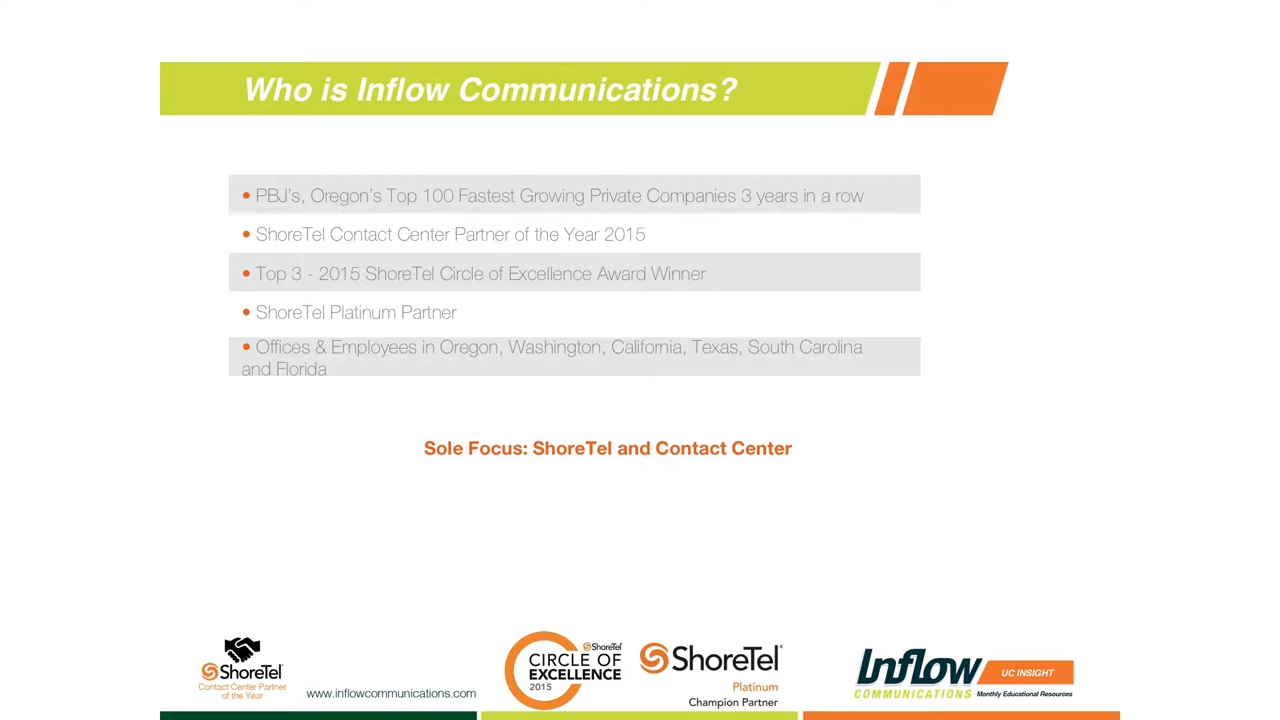 Who is Inflow Communications?
• PBJ's, Oregon's Top 100 Fastest Growing Private Companies 3 years in a row
• ShoreTel Contact Center Partner of the Year 2015
• Top 3 - 2015 ShoreTel Circle of Excellence Award Winner
• ShoreTel Platinum Partner
• Offices & Employees in Oregon, Washington, California, Texas, South Carolina
and Florida
Sole Focus: ShoreTel and Contact Center
ShoreTel
Contact Center Partner
of the Year
www.inflowcommunications.com
ShoreTel
CIRCLE OF
EXCELLENCE
2015
ShoreTel
Platinum
Champion Partner
Inflow
COMMUNICATIONS
UC INSIGHT
Monthly Educational Resources